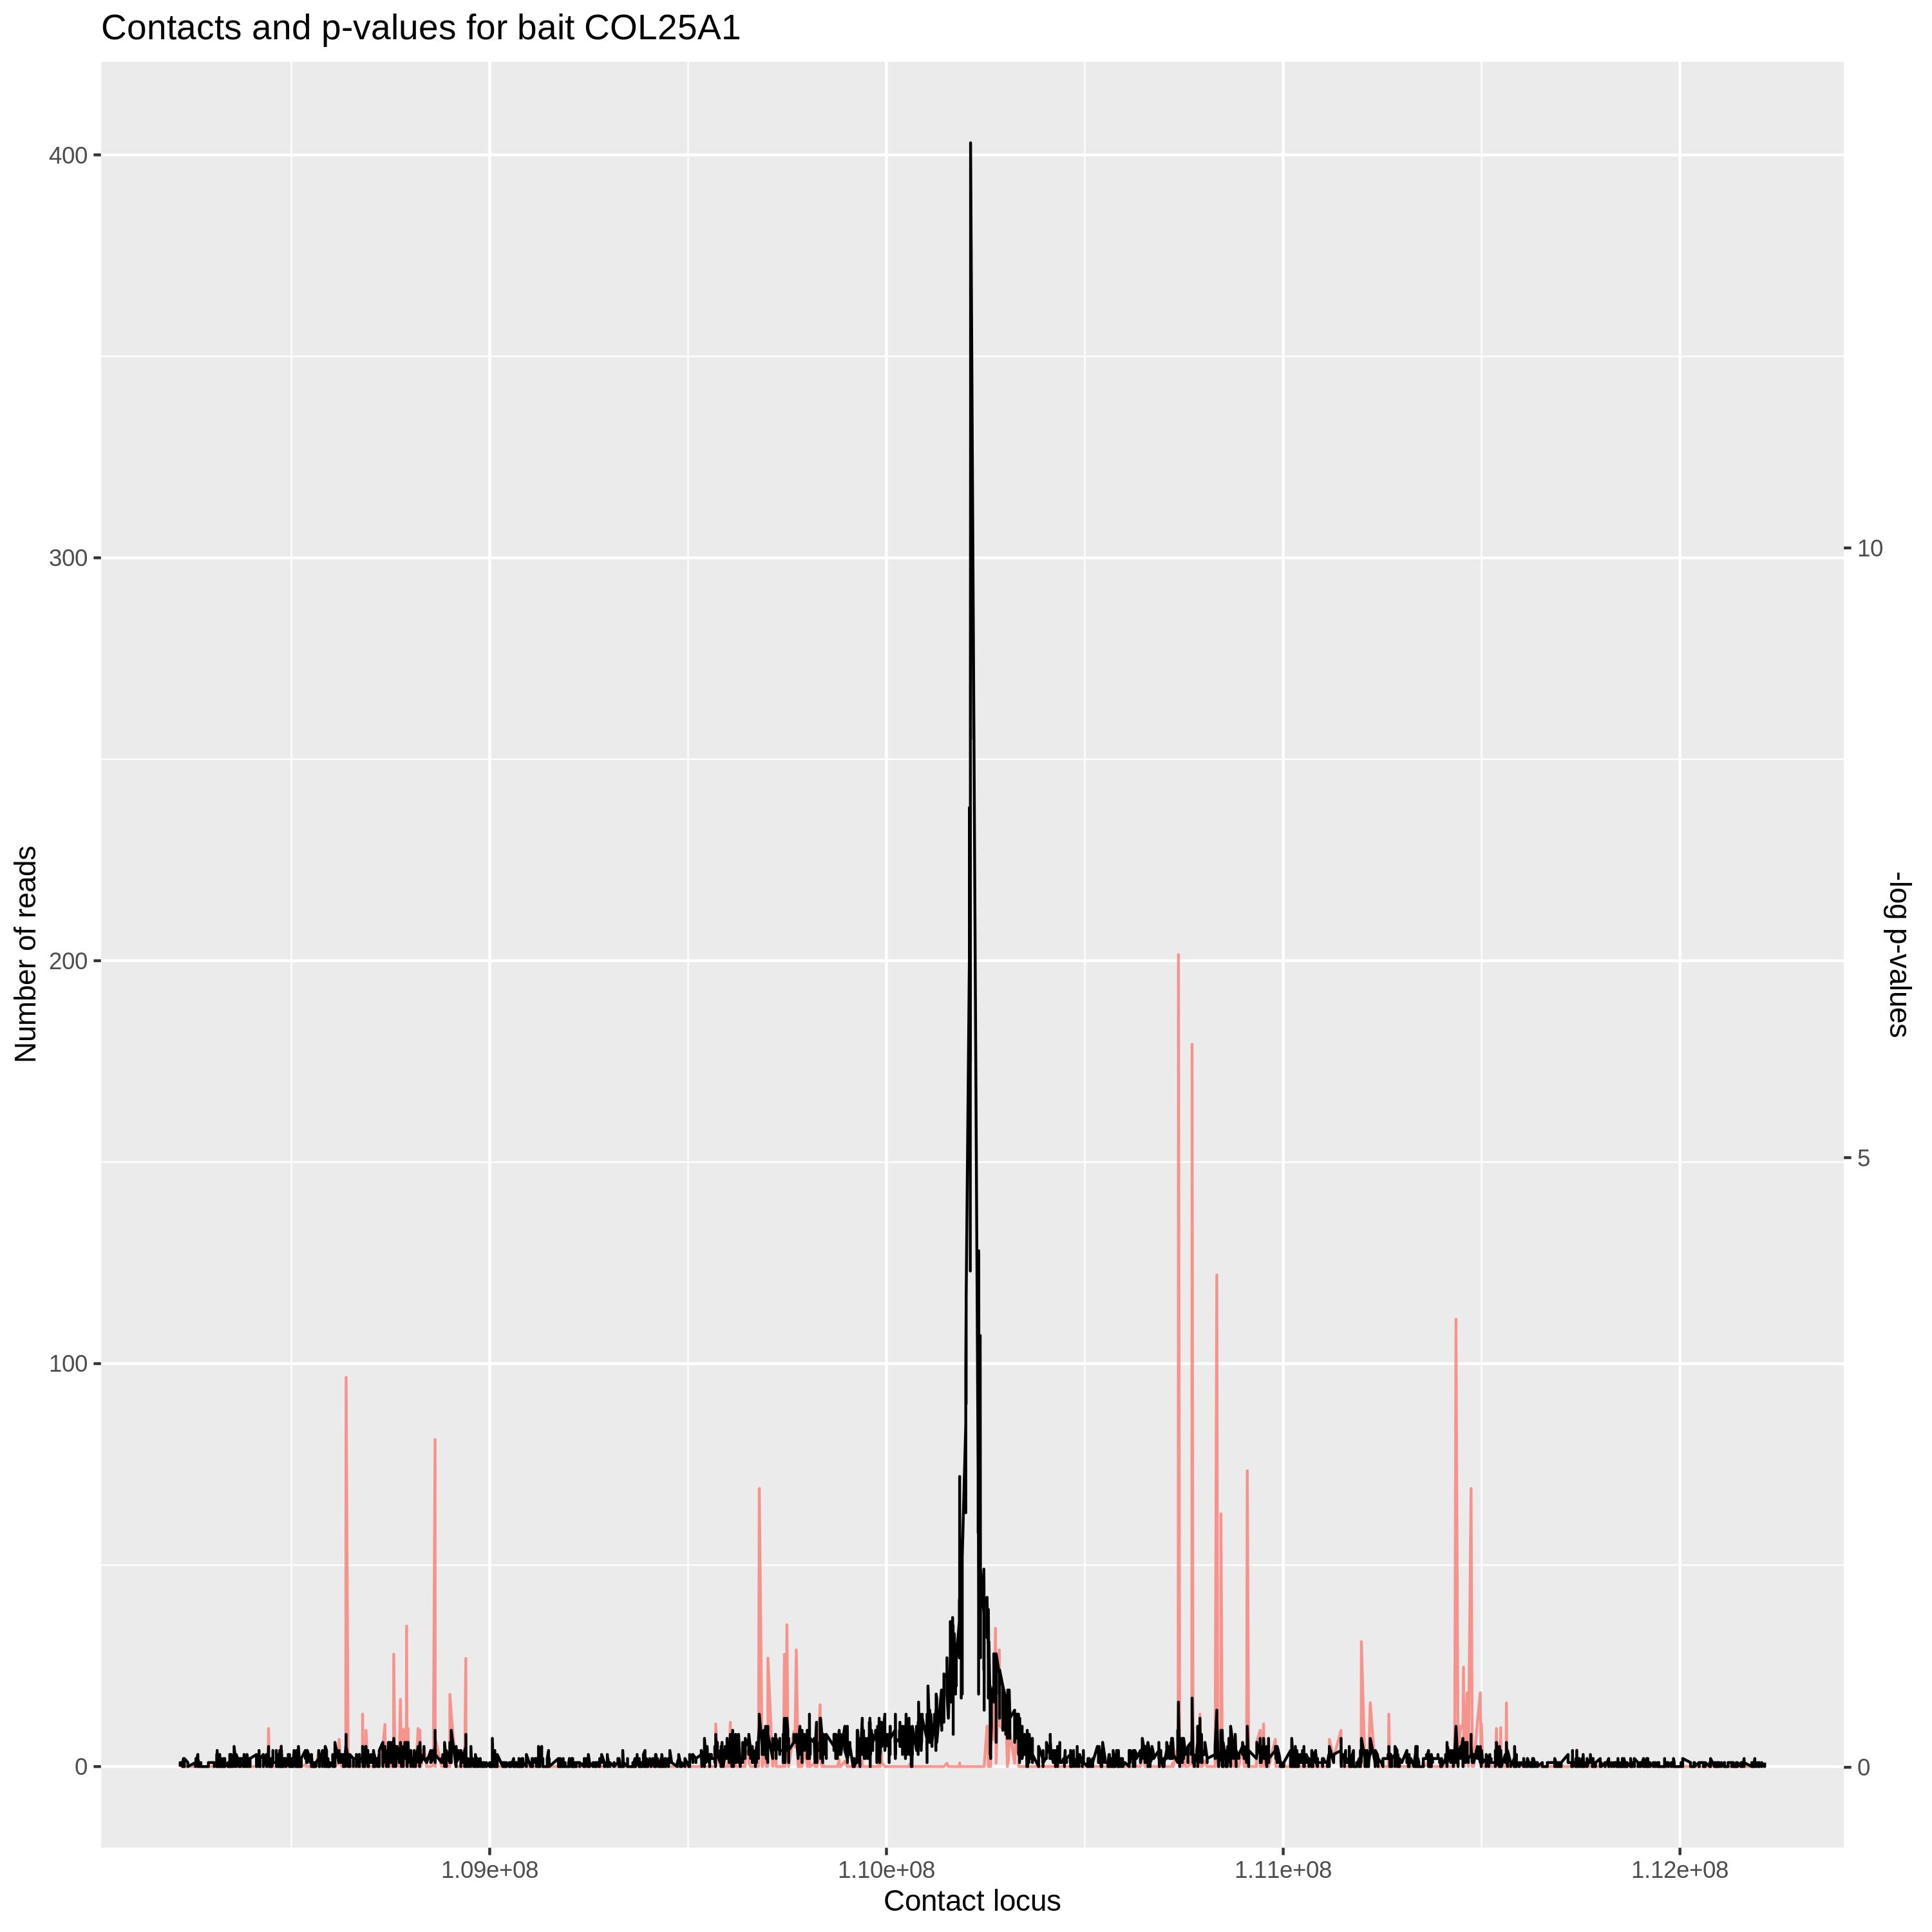 Contacts and p-values for bait COL25A1
400
300
200
100
0
Number of reads
10
5
0
-log p-values
1.09e+08
1.10e+08
1.11e+08
1.12e+08
Contact locus